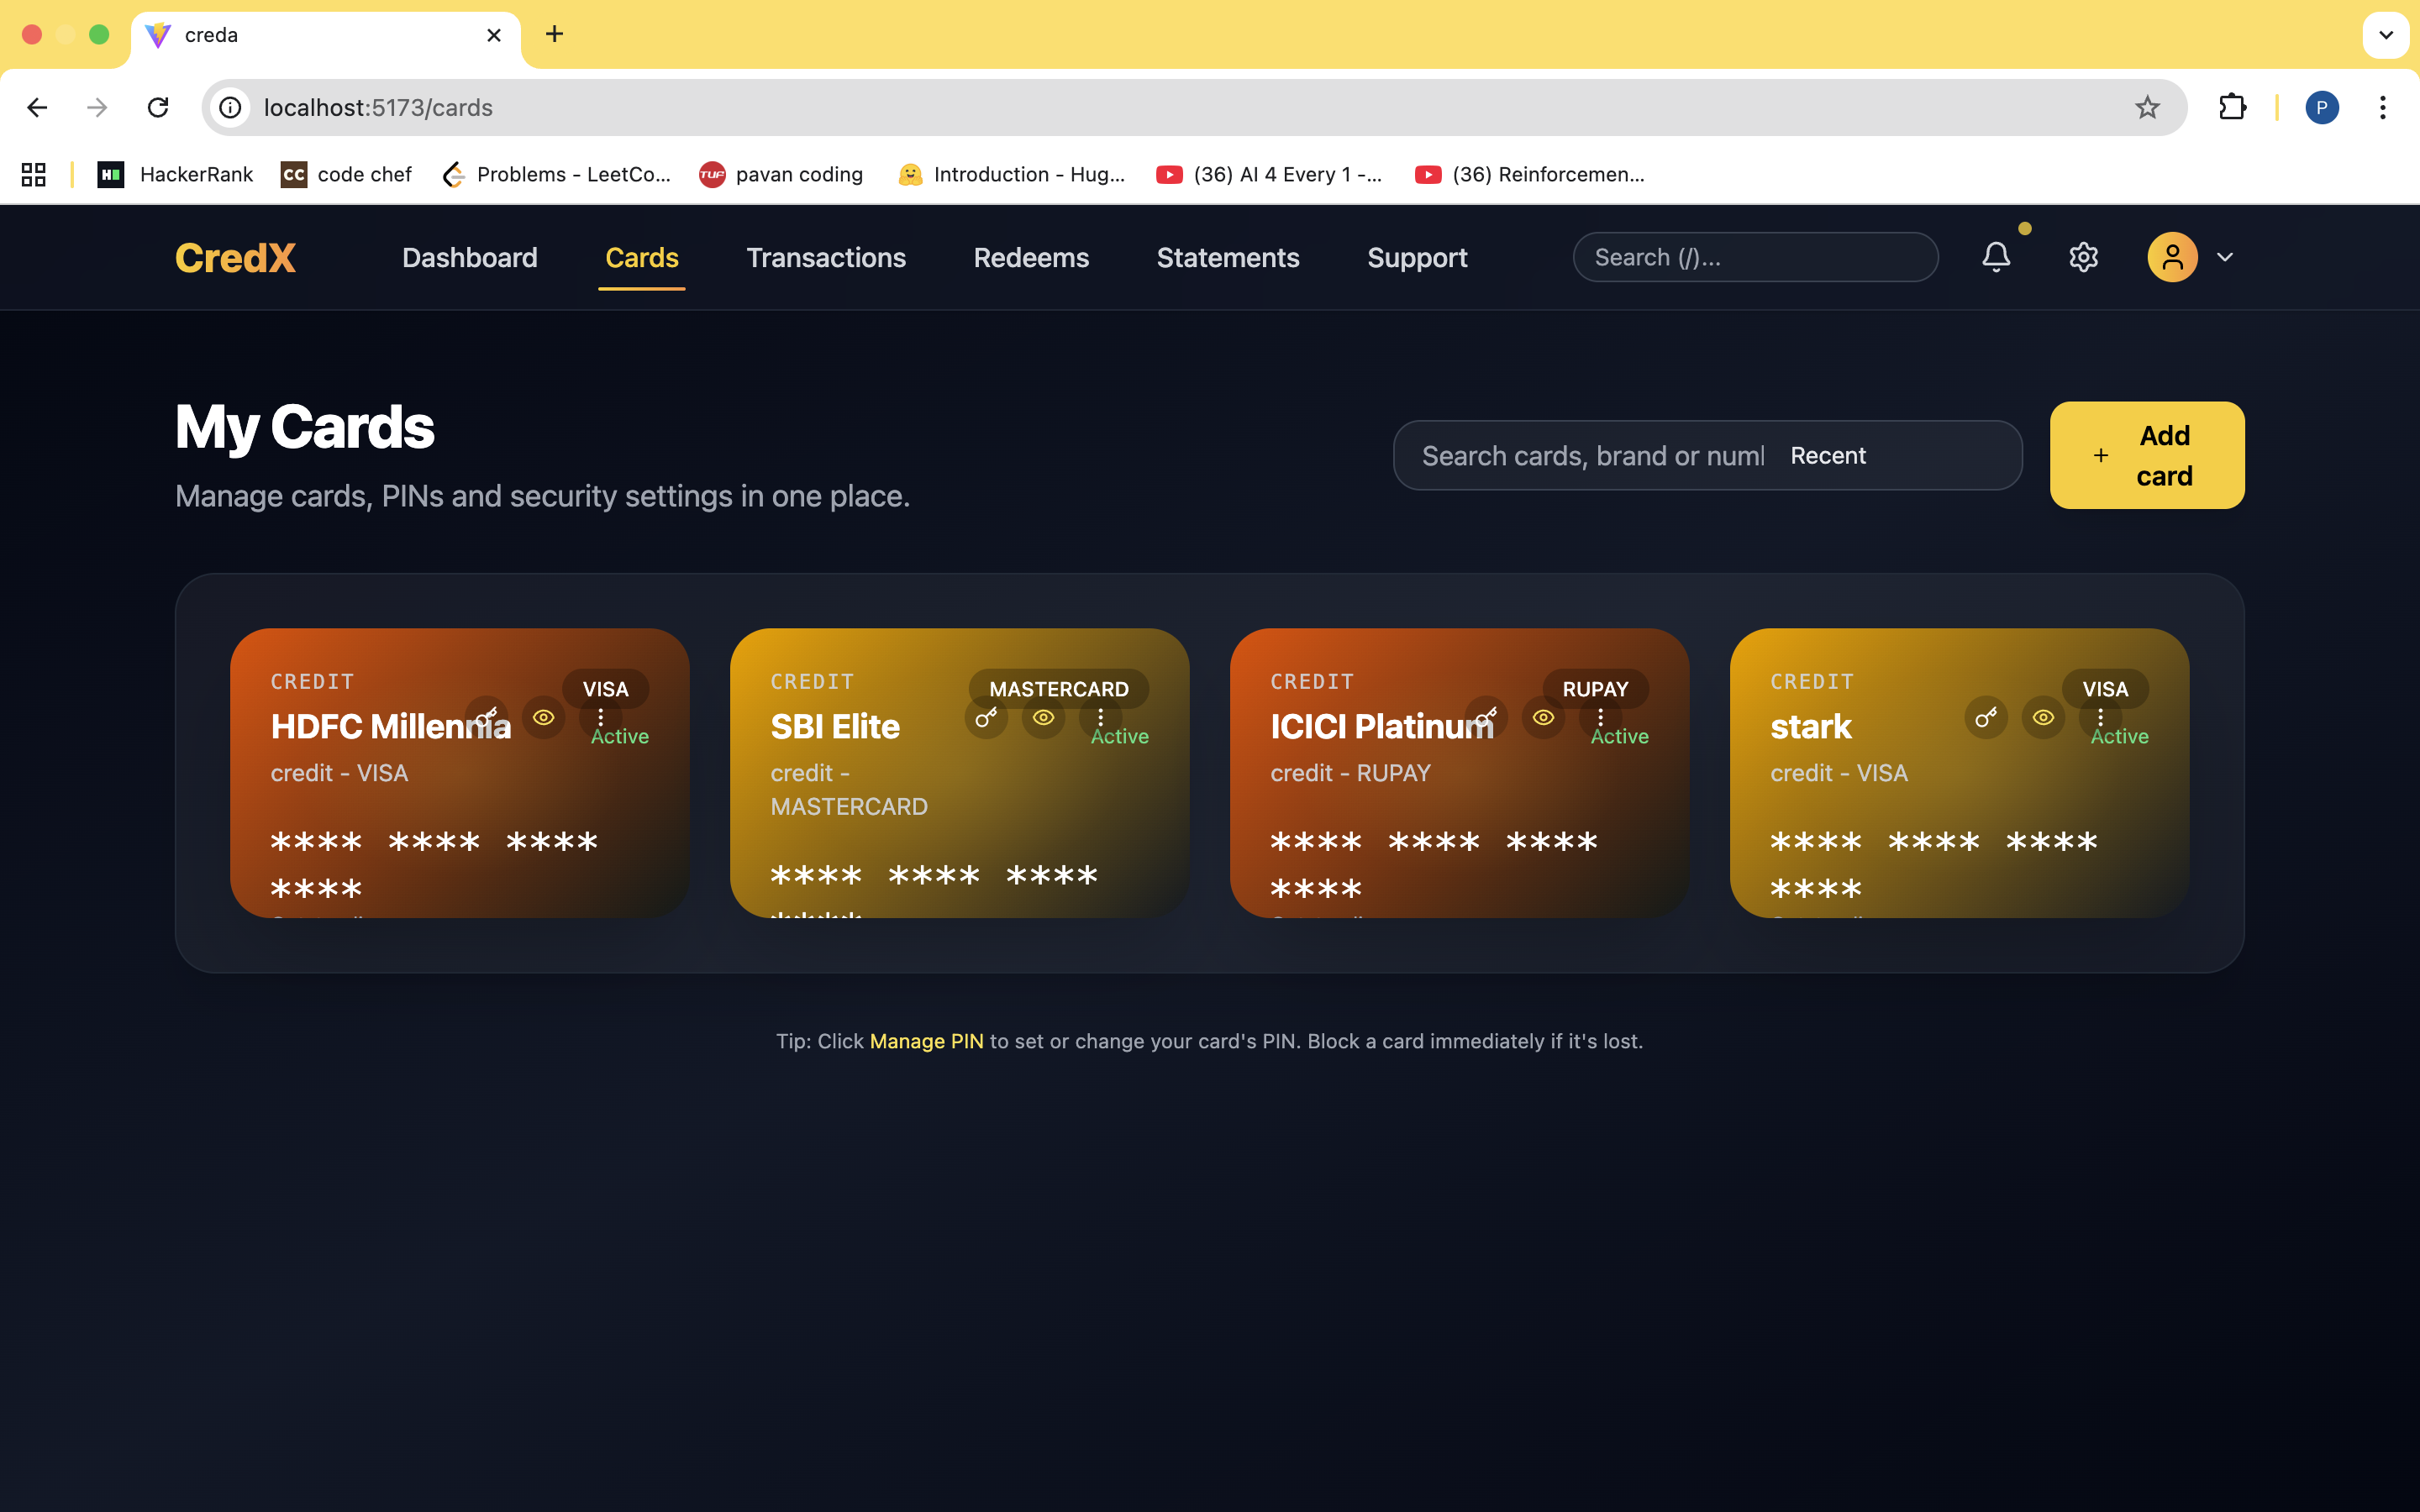 creda
localhost:5173/cards
HackerRank
code chef
Problems - LeetCo...
pavan coding
Introduction - Hug...
(36) AI 4 Every 1 -...
(36) Reinforcemen...
P
CredX
Dashboard
Cards
Transactions
Redeems
Statements
Support
Search (/)...
My Cards
Manage cards, PINs and security settings in one place.
Search cards, brand or numl
Recent
+ Add
card
CREDIT
VISA
HDFC Millennia
Active
credit - VISA
**** **** ****
****
CREDIT
MASTERCARD
SBI Elite
Active
credit -
MASTERCARD
**** **** ****
****
CREDIT
RUPAY
ICICI Platinum
Active
credit - RUPAY
**** **** ****
****
CREDIT
VISA
stark
Active
credit - VISA
**** **** ****
****
Tip: Click Manage PIN to set or change your card's PIN. Block a card immediately if it's lost.